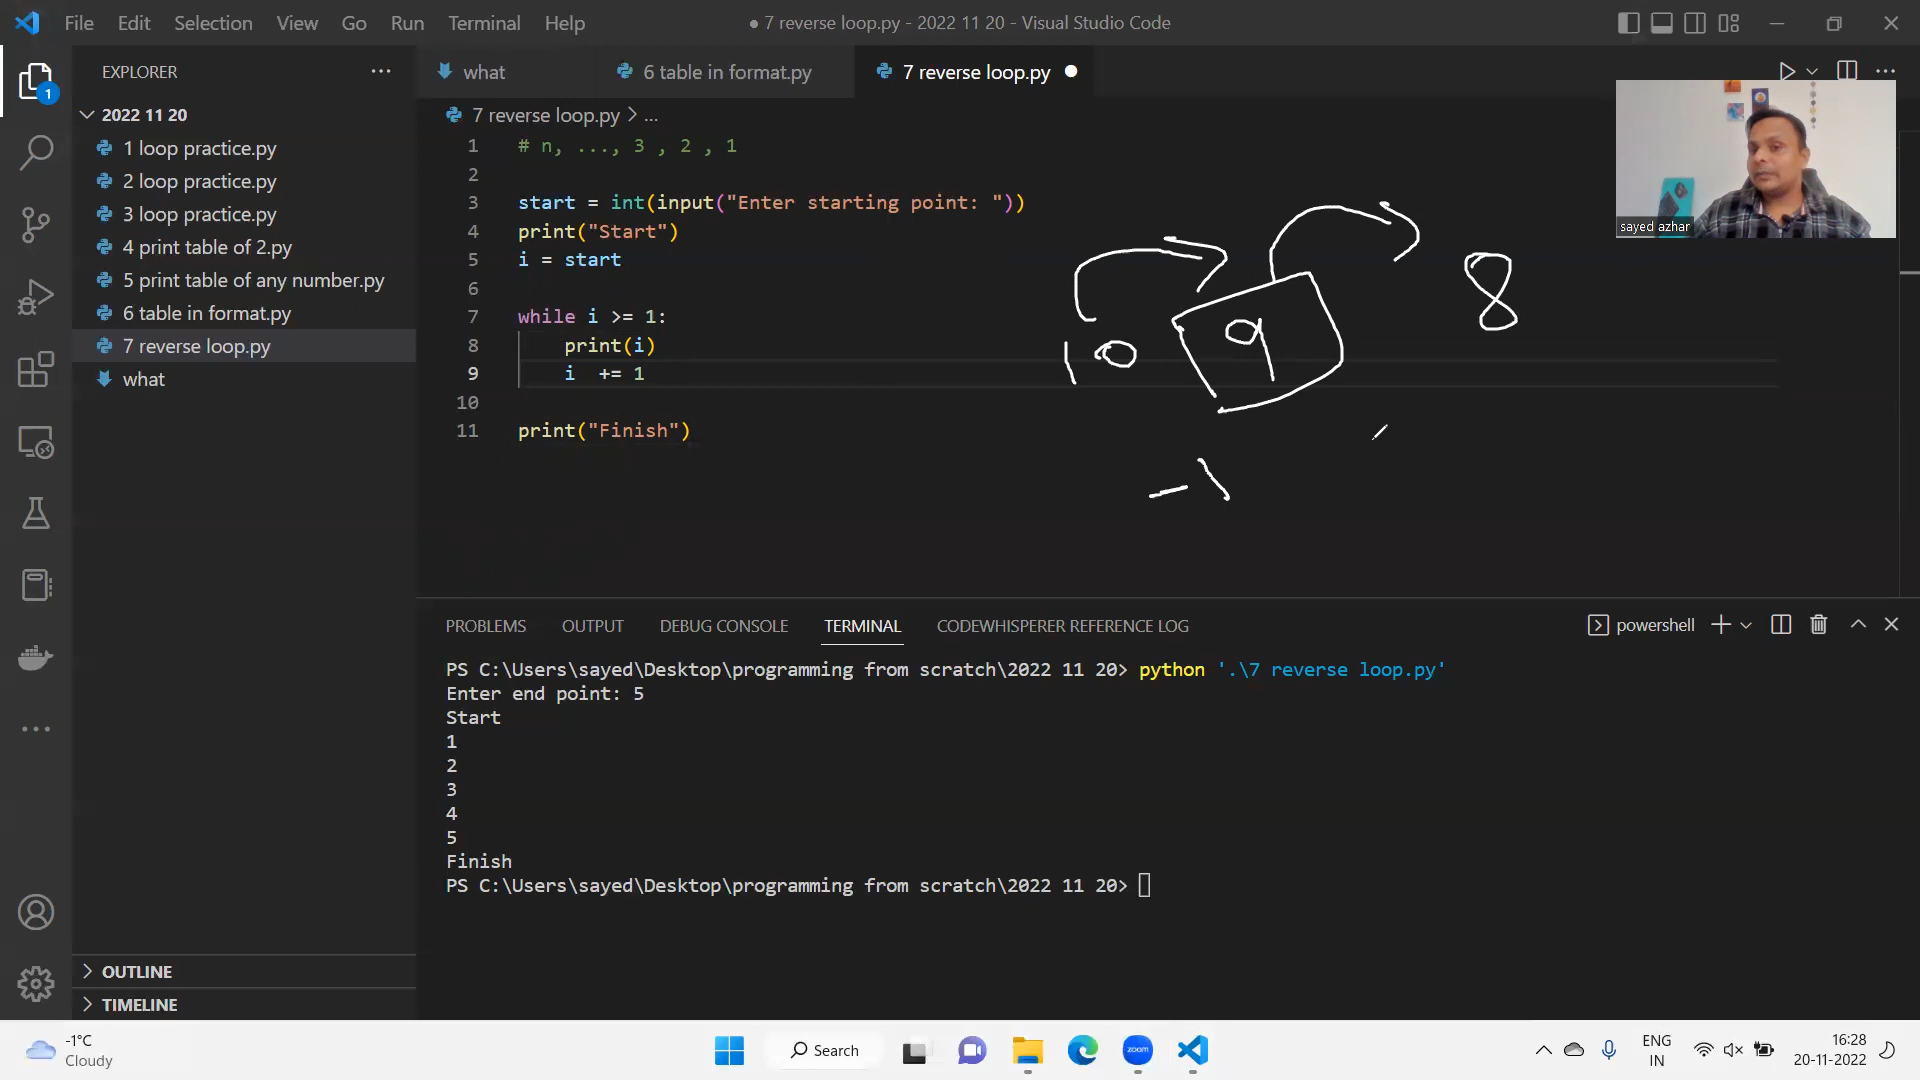 File Edit Selection View Go Run Terminal Help
● 7 reverse loop.py - 2022 11 20 - Visual Studio Code
EXPLORER ...
1
2022 11 20
1 loop practice.py
2 loop practice.py
3 loop practice.py
4 print table of 2.py
5 print table of any number.py
6 table in format.py
7 reverse loop.py
what
OUTLINE
TIMELINE
what 6 table in format.py 7 reverse loop.py
7 reverse loop.py > ...
1 # n, ..., 3 , 2 , 1
2
3 start = int(input("Enter starting point: "))
4 print("Start")
5 i = start
6
7 while i >= 1:
8     print(i)
9     i  += 1
10
11 print("Finish")
10 9 8
-1
sayed azhar
PROBLEMS OUTPUT DEBUG CONSOLE TERMINAL CODEWHISPERER REFERENCE LOG
powershell
PS C:\Users\sayed\Desktop\programming from scratch\2022 11 20> python '.\7 reverse loop.py'
Enter end point: 5
Start
1
2
3
4
5
Finish
PS C:\Users\sayed\Desktop\programming from scratch\2022 11 20>
-1°C
Cloudy
Search
zoom
ENG
IN
16:28
20-11-2022